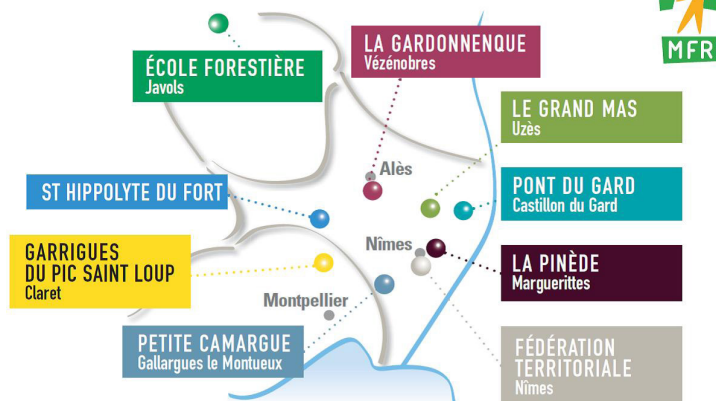 MFR
LA GARDONNENQUE
Vézénobres
ÉCOLE FORESTIÈRE
Javols
LE GRAND MAS
Uzès
Alès
ST HIPPOLYTE DU FORT
PONT DU GARD
Castillon du Gard
GARRIGUES
DU PIC SAINT LOUP
Claret
Nîmes
LA PINÈDE
Marguerittes
Montpellier
PETITE CAMARGUE
Gallargues le Montueux
FÉDÉRATION
TERRITORIALE
Nîmes